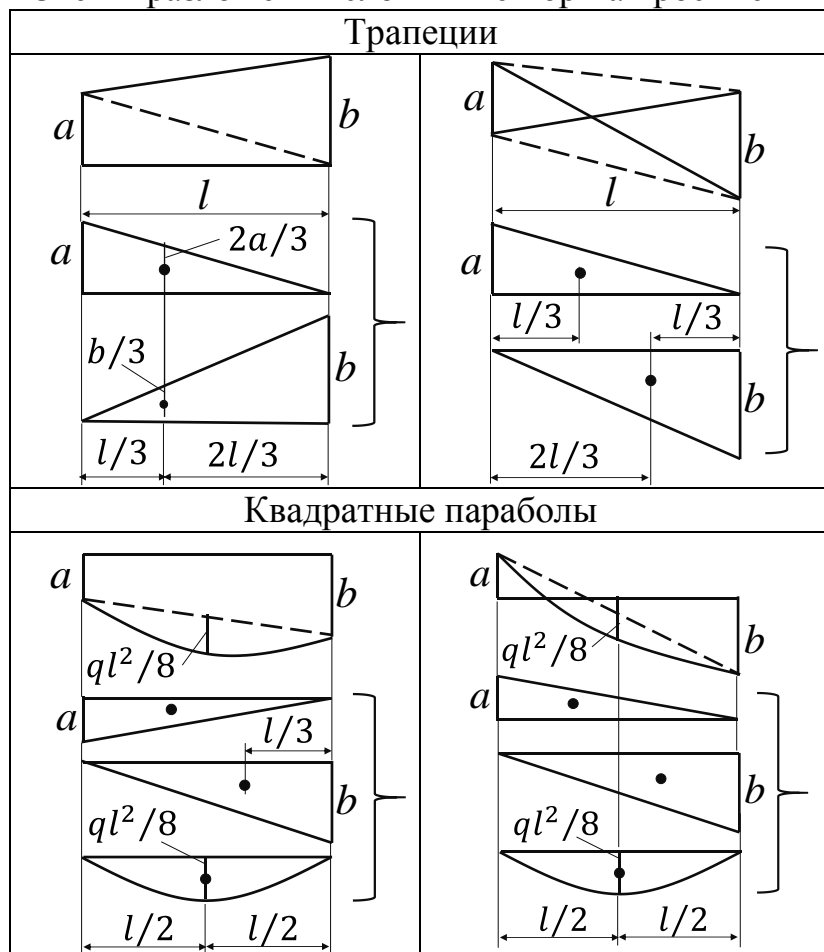 Трапеции
a
b
l
a
2a/3
b/3
b
l/3
2l/3
a
b
l
a
l/3
l/3
b
2l/3
Квадратные параболы
a
b
ql²/8
a
l/3
b
ql²/8
l/2
l/2
a
b
ql²/8
a
b
ql²/8
l/2
l/2